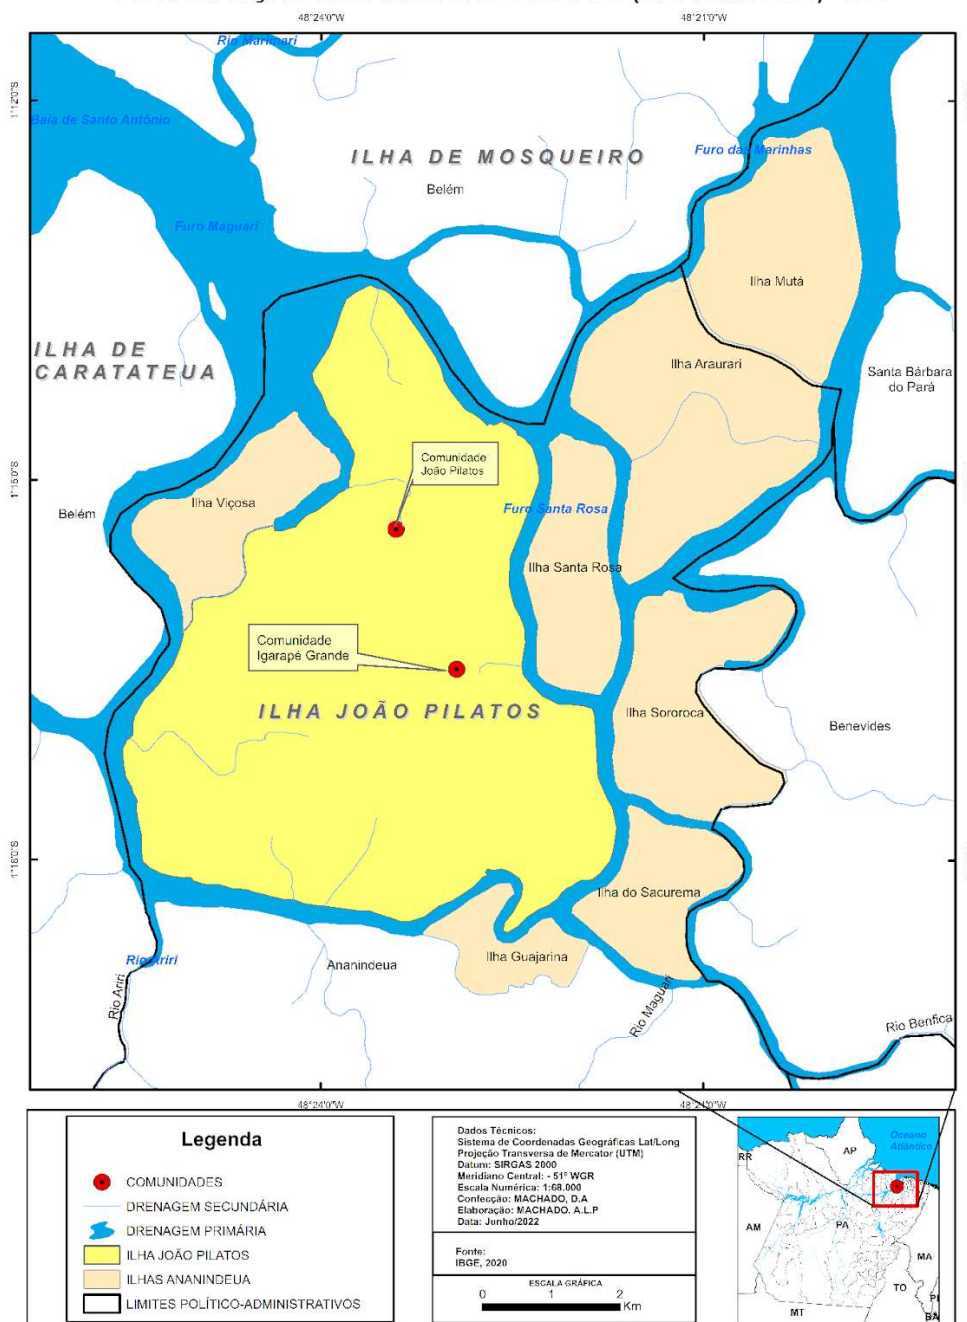 48°24'0"W
48°21'0"W
Rio Marimari
1°12'0"S
Baía de Santo Antônio
ILHA DE MOSQUEIRO
Furo das Marinhas
Belém
Furo Maguari
Ilha Mutá
ILHA DE
CARATATEUA
Ilha Araurari
Santa Bárbara
do Pará
Comunidade
João Pilatos
Ilha Viçosa
Belém
Furo Santa Rosa
Ilha Santa Rosa
Comunidade
Igarapé Grande
ILHA JOÃO PILATOS
Ilha Sororoca
Benevides
1°18'0"S
Ilha do Sacurema
Ilha Guajarina
Ananindeua
Rio Ariri
Rio Ariri
Rio Maguari
Rio Benfica
48°24'0"W
48°21'0"W
Legenda
COMUNIDADES
DRENAGEM SECUNDÁRIA
DRENAGEM PRIMÁRIA
ILHA JOÃO PILATOS
ILHAS ANANINDEUA
LIMITES POLÍTICO-ADMINISTRATIVOS
Dados Técnicos:
Sistema de Coordenadas Geográficas Lat/Long
Projeção Transversa de Mercator (UTM)
Datum: SIRGAS 2000
Meridiano Central: - 51º WGR
Escala Numérica: 1:68.000
Confecção: MACHADO, D.A
Elaboração: MACHADO. A.L.P
Data: Junho/2022
Fonte:
IBGE, 2020
ESCALA GRÁFICA
0 1 2
Km
Oceano
Atlântico
RR
AP
AM
PA
MA
TO
PI
MT
BA